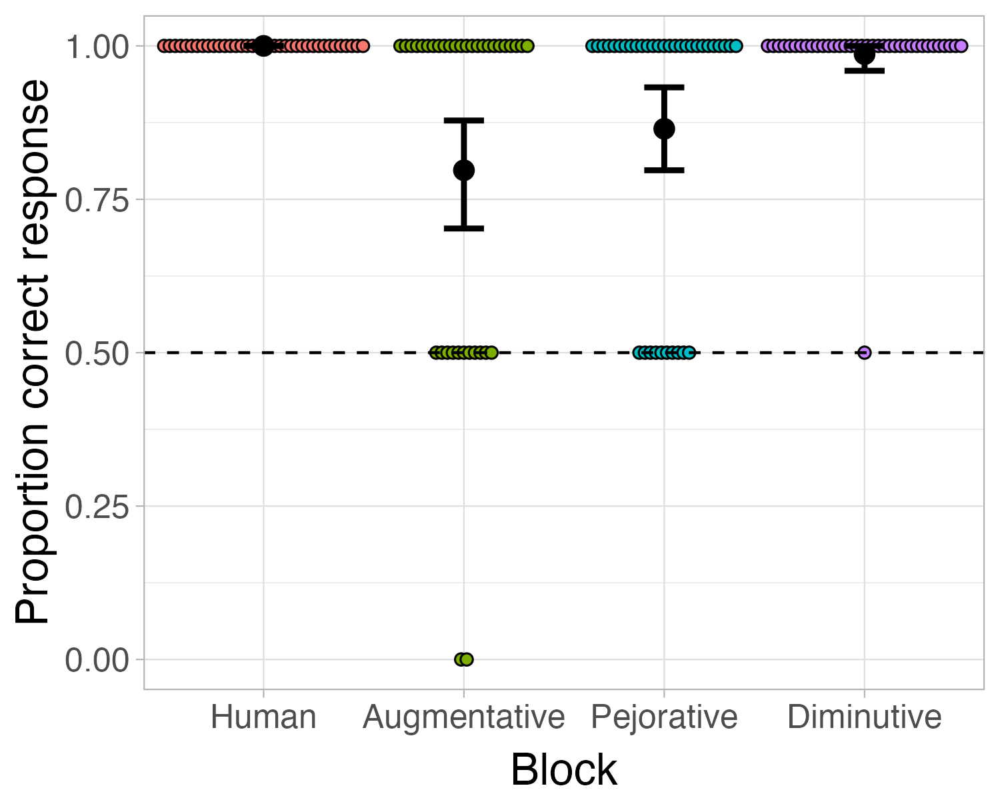 Proportion correct response
1.00
0.75
0.50
0.25
0.00
Human Augmentative Pejorative Diminutive
Block